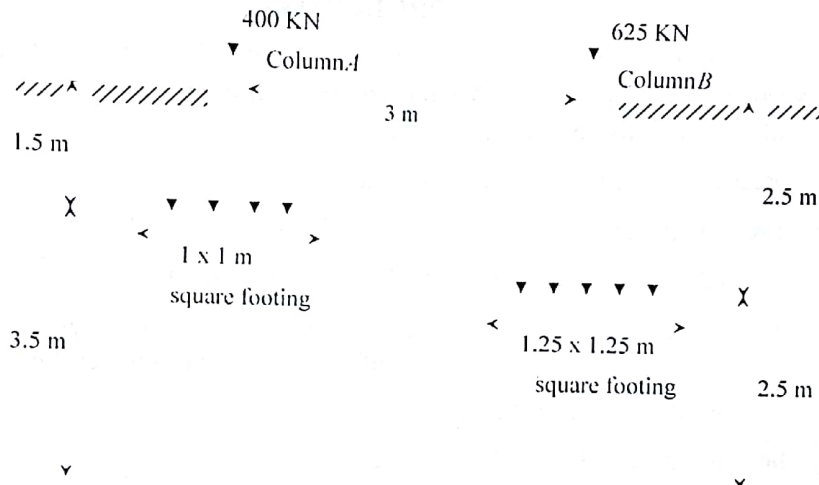 400 KN
625 KN
Column A
Column B
3 m
1.5 m
2.5 m
1 x 1 m
square footing
3.5 m
1.25 x 1.25 m
square footing
2.5 m